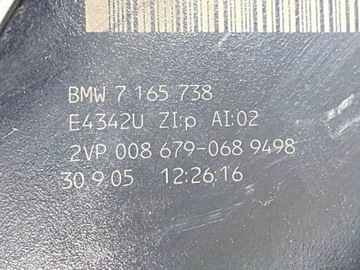 BMW 7 165 738
E4342U ZI:p AI:02
2VP 008 679-068 9498
30.9.05 12:26:16